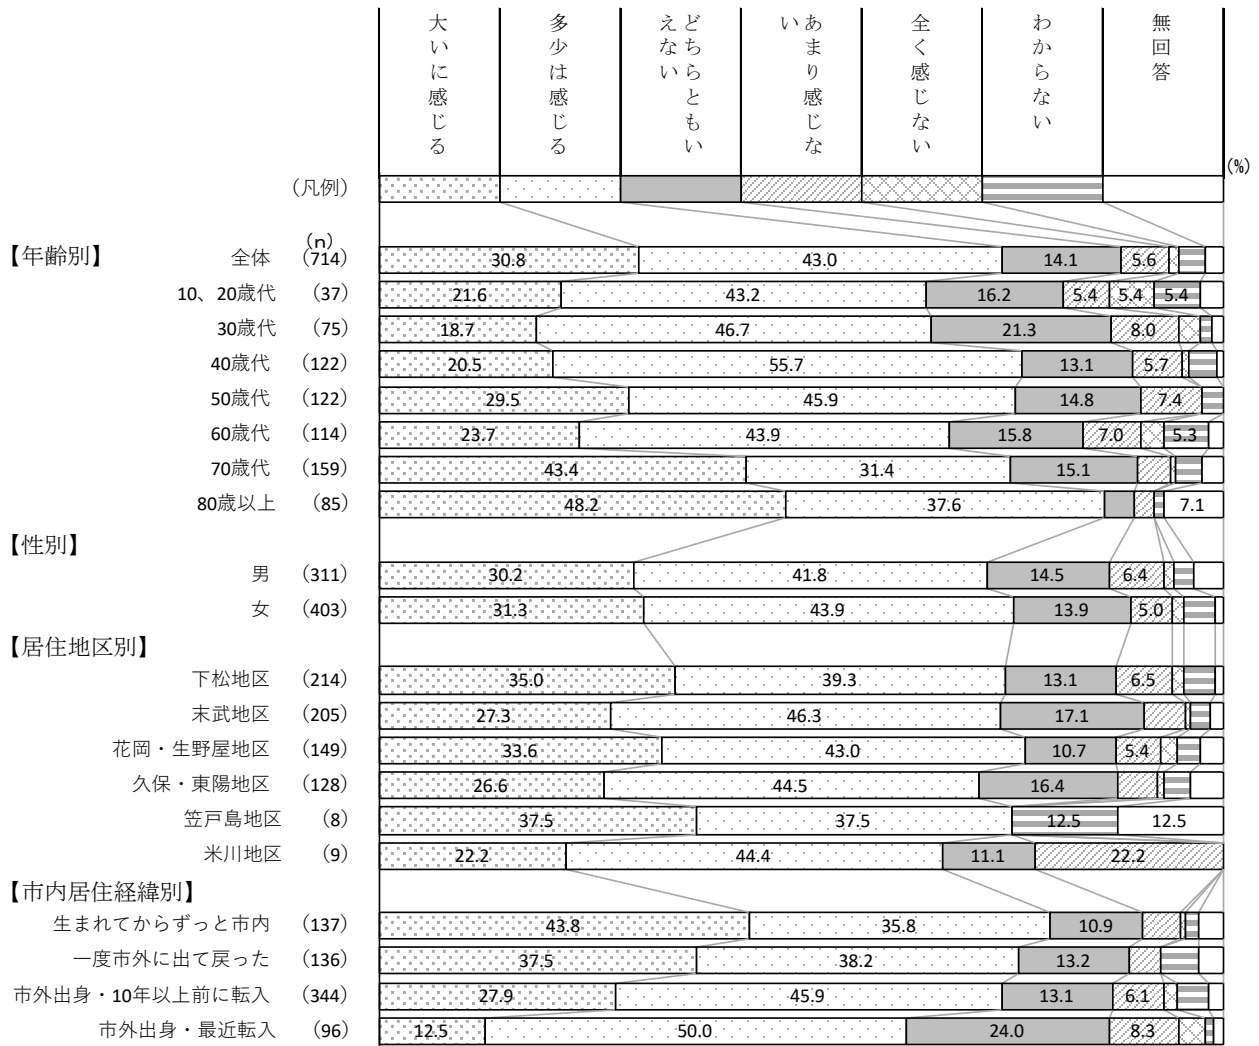 大いに感じる
多少は感じる
どちらともい
えない
あまり感じな
い
全く感じない
わからない
無回答
(%)
（凡例）
(n)
【年齢別】 全体 （714） 30.8 43.0 14.1 5.6
10、20歳代 （37） 21.6 43.2 16.2 5.4 5.4 5.4
30歳代 （75） 18.7 46.7 21.3 8.0
40歳代 （122） 20.5 55.7 13.1 5.7
50歳代 （122） 29.5 45.9 14.8 7.4
60歳代 （114） 23.7 43.9 15.8 7.0 5.3
70歳代 （159） 43.4 31.4 15.1
80歳以上 （85） 48.2 37.6 7.1
【性別】
男 （311） 30.2 41.8 14.5 6.4
女 （403） 31.3 43.9 13.9 5.0
【居住地区別】
下松地区 （214） 35.0 39.3 13.1 6.5
末武地区 （205） 27.3 46.3 17.1
花岡・生野屋地区 （149） 33.6 43.0 10.7 5.4
久保・東陽地区 （128） 26.6 44.5 16.4
笠戸島地区 （8） 37.5 37.5 12.5 12.5
米川地区 （9） 22.2 44.4 11.1 22.2
【市内居住経緯別】
生まれてからずっと市内 （137） 43.8 35.8 10.9
一度市外に出て戻った （136） 37.5 38.2 13.2
市外出身・10年以上前に転入 （344） 27.9 45.9 13.1 6.1
市外出身・最近転入 （96） 12.5 50.0 24.0 8.3